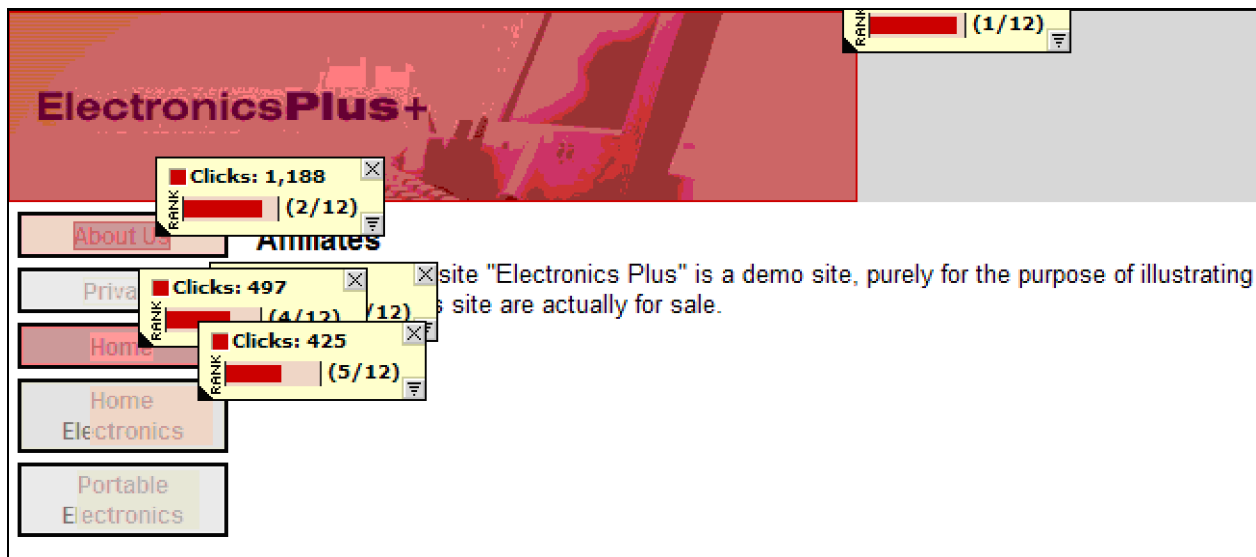 RANK (1/12)
ElectronicsPlus+
Clicks: 1,188
RANK (2/12)
About Us
Affiliates
site "Electronics Plus" is a demo site, purely for the purpose of illustrating
Clicks: 497
site are actually for sale.
RANK (4/12)
/12)
Clicks: 425
RANK (5/12)
Home
Home
Electronics
Portable
Electronics